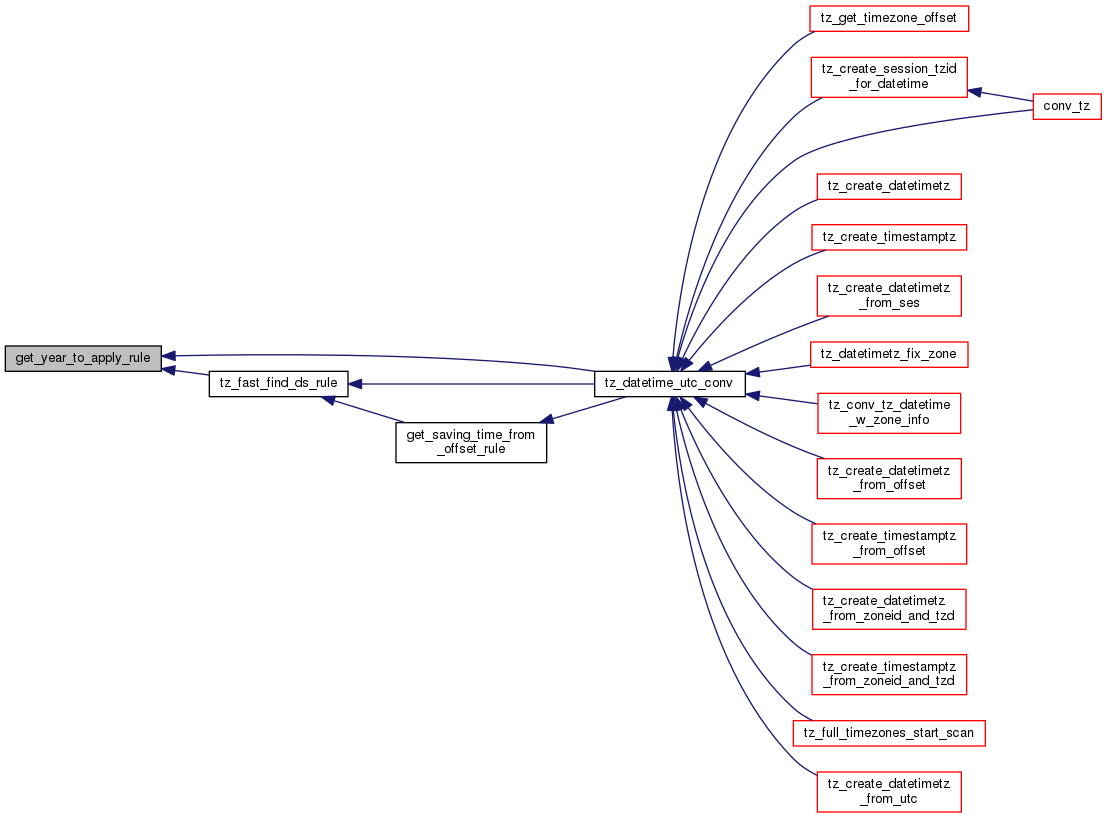 tz_get_timezone_offset
tz_create_session_tzid
_for_datetime
conv_tz
tz_create_datetimetz
tz_create_timestamptz
tz_create_datetimetz
_from_ses
get_year_to_apply_rule
tz_datetimetz_fix_zone
tz_fast_find_ds_rule
tz_datetime_utc_conv
tz_conv_tz_datetime
_w_zone_info
get_saving_time_from
_offset_rule
tz_create_datetimetz
_from_offset
tz_create_timestamptz
_from_offset
tz_create_datetimetz
_from_zoneid_and_tzd
tz_create_timestamptz
_from_zoneid_and_tzd
tz_full_timezones_start_scan
tz_create_datetimetz
_from_utc